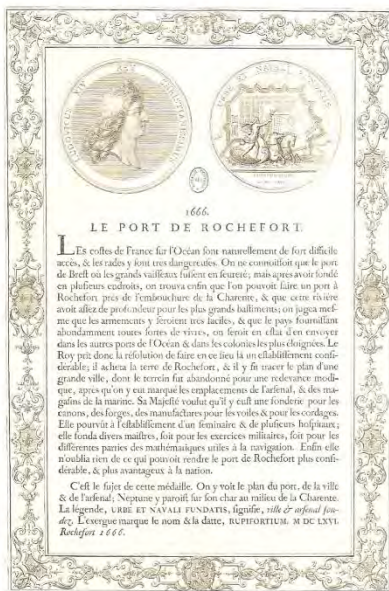 LUDOVICUS XIIII REX CHRISTIANISSIMUS
URBE ET NAVALI FUNDATIS
1666.
LE PORT DE ROCHEFORT.
LEs costes de France sur l'Océan sont naturellement de fort difficile
accés, & les rades y sont tres dangereuses. On ne connoissoit que le port
de Brest où les grands vaisseaux fussent en seureté; mais aprés avoir sondé
en plusieurs endroits, on trouva enfin que l'on pouvoit faire un port à
Rochefort prés de l'embouchure de la Charente, & que cette riviére
avoit assez de profondeur pour les plus grands bastiments; on jugea mes-
me que les armements y seroient tres faciles, & que le pays fournissant
abondamment toutes sortes de vivres, on seroit en estat d'en envoyer
dans les autres ports de l'Océan & dans les colonies les plus éloignées. Le
Roy prit donc la résolution de faire en ce lieu là un establissement consi-
dérable; il acheta la terre de Rochefort, & il y fit tracer le plan d'une
grande ville, dont le terrein fut abandonné pour une redevance modi-
que, aprés qu'on y eut marqué les emplacemens de l'arsenal, & des ma-
gasins de la marine. Sa Majesté voulut qu'il y eust une fonderie pour les
canons, des forges, des manufactures pour les voiles & pour les cordages.
Elle pourvût à l'establissement d'un séminaire & de plusieurs hospitaux;
elle fonda divers maistres, soit pour les exercices militaires, soit pour les
différentes parties des mathématiques utiles à la navigation. Enfin elle
n'oublia rien de ce qui pouvoit rendre le port de Rochefort plus consi-
dérable, & plus avantageux à la nation.
C'est le sujet de cette médaille. On y voit le plan du port, de la ville
& de l'arsenal; Neptune y paroist sur son char au milieu de la Charente.
La légende, URBE ET NAVALI FUNDATIS, signifie, ville & arsenal fon-
dez. L'exergue marque le nom & la datte, RUPIFORTIUM. M DC LXVI.
Rochefort 1666.